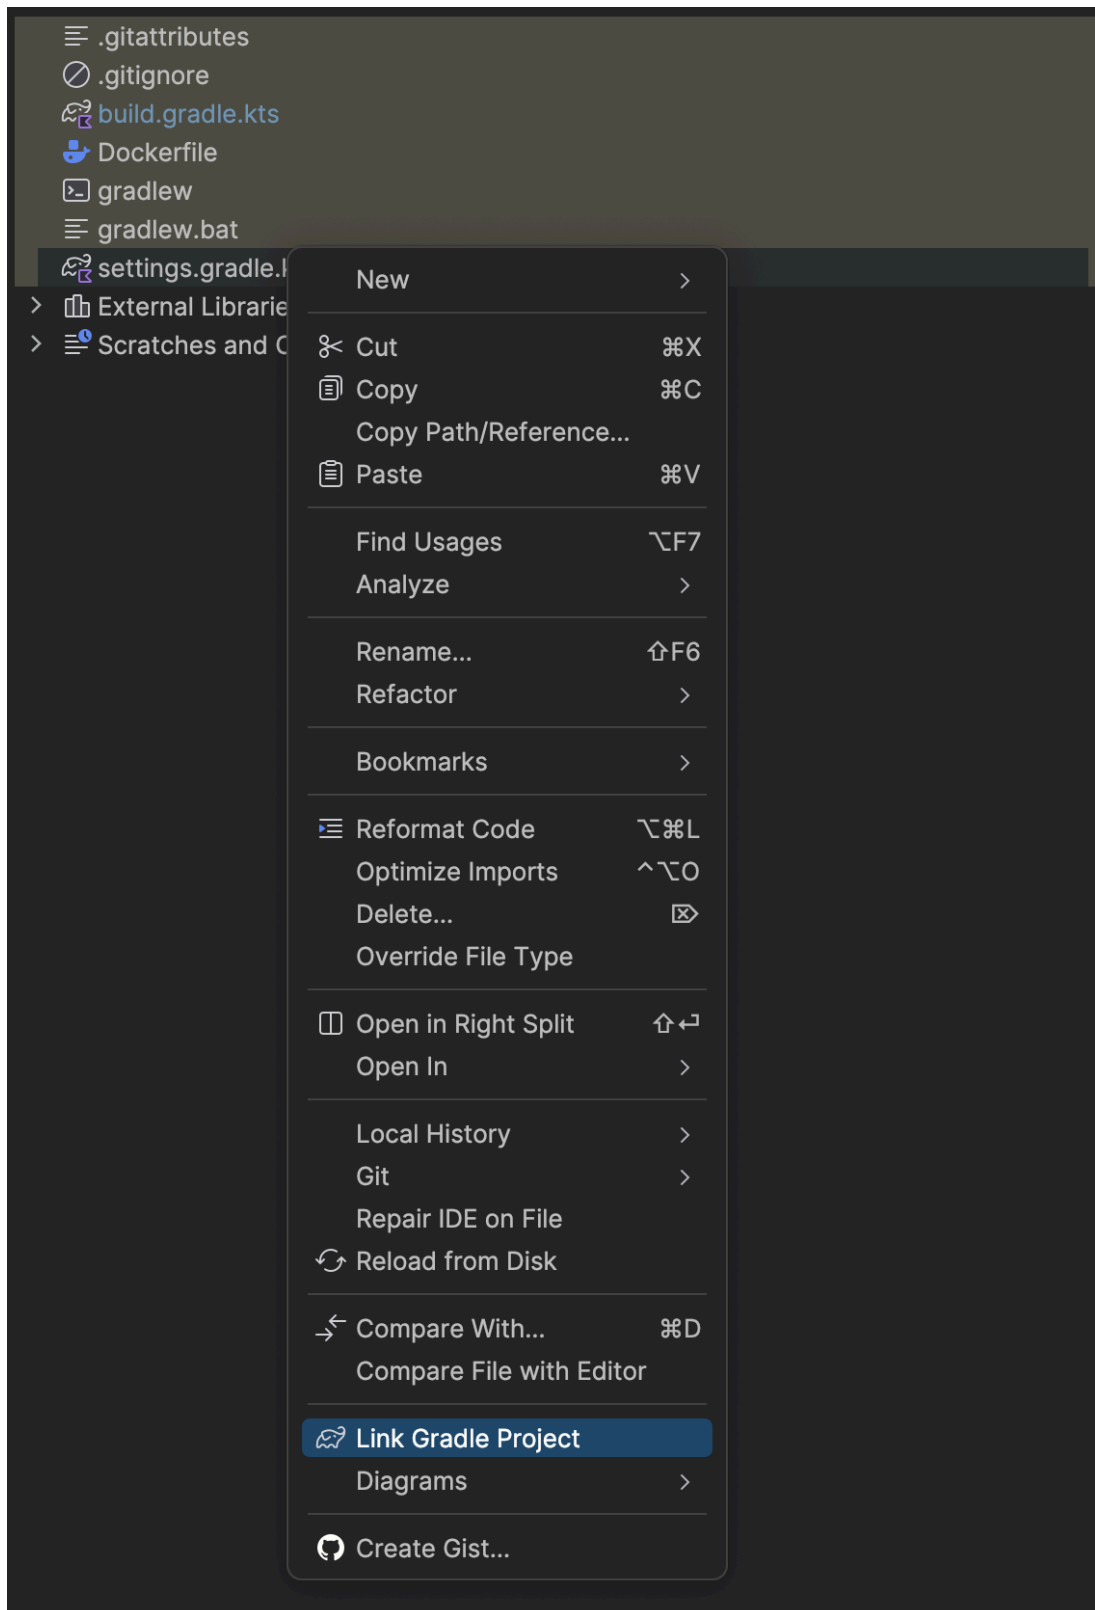 .gitattributes
.gitignore
build.gradle.kts
Dockerfile
gradlew
gradlew.bat
settings.gradle.
External Librarie
Scratches and
New
Cut ⌘X
Copy ⌘C
Copy Path/Reference...
Paste ⌘V
Find Usages ⌥F7
Analyze
Rename... ⇧F6
Refactor
Bookmarks
Reformat Code ⌥⌘L
Optimize Imports ^⌥O
Delete... ⌦
Override File Type
Open in Right Split ⇧↩
Open In
Local History
Git
Repair IDE on File
Reload from Disk
Compare With... ⌘D
Compare File with Editor
Link Gradle Project
Diagrams
Create Gist...